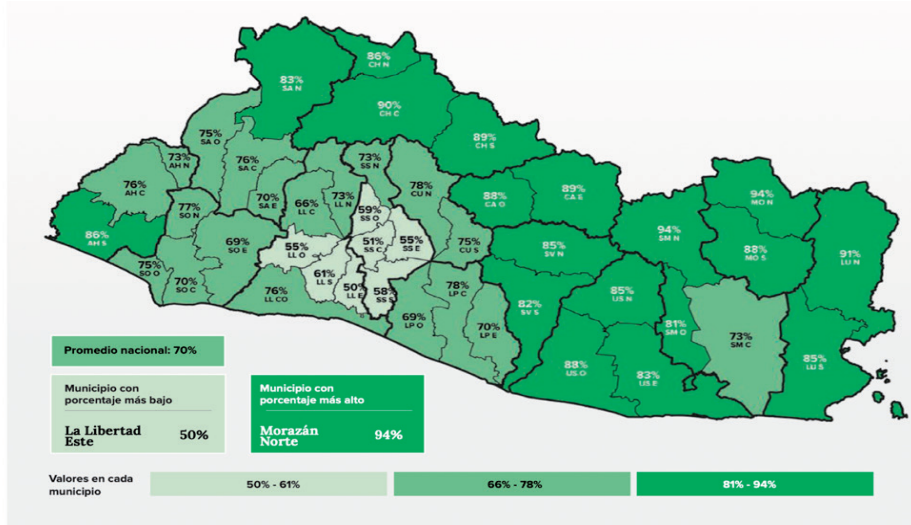 86%
CH N
83%
SA N
90%
CH C
75%
SA O
89%
CH S
73%
AH N
76%
SA C
73%
SS N
76%
AH C
78%
CU N
94%
MO N
88%
CA O
89%
CA E
70%
SA E
66%
LL C
73%
LL N
77%
SO N
59%
SS O
86%
AH S
69%
SO E
55%
LL O
51%
SS C
55%
SS E
75%
CU S
85%
SV N
94%
SM N
88%
MO S
91%
LU N
75%
SO O
70%
SO C
61%
LL S
76%
LL CO
50%
LL E
58%
SS S
78%
LP C
69%
LP O
70%
LP E
82%
SV S
85%
US N
81%
SM O
73%
SM C
88%
US O
83%
US E
85%
LU S
Promedio nacional: 70%
Municipio con
porcentaje más bajo
La Libertad
Este
50%
Municipio con
porcentaje más alto
Morazán
Norte
94%
Valores en cada
municipio
50% - 61%
66% - 78%
81% - 94%